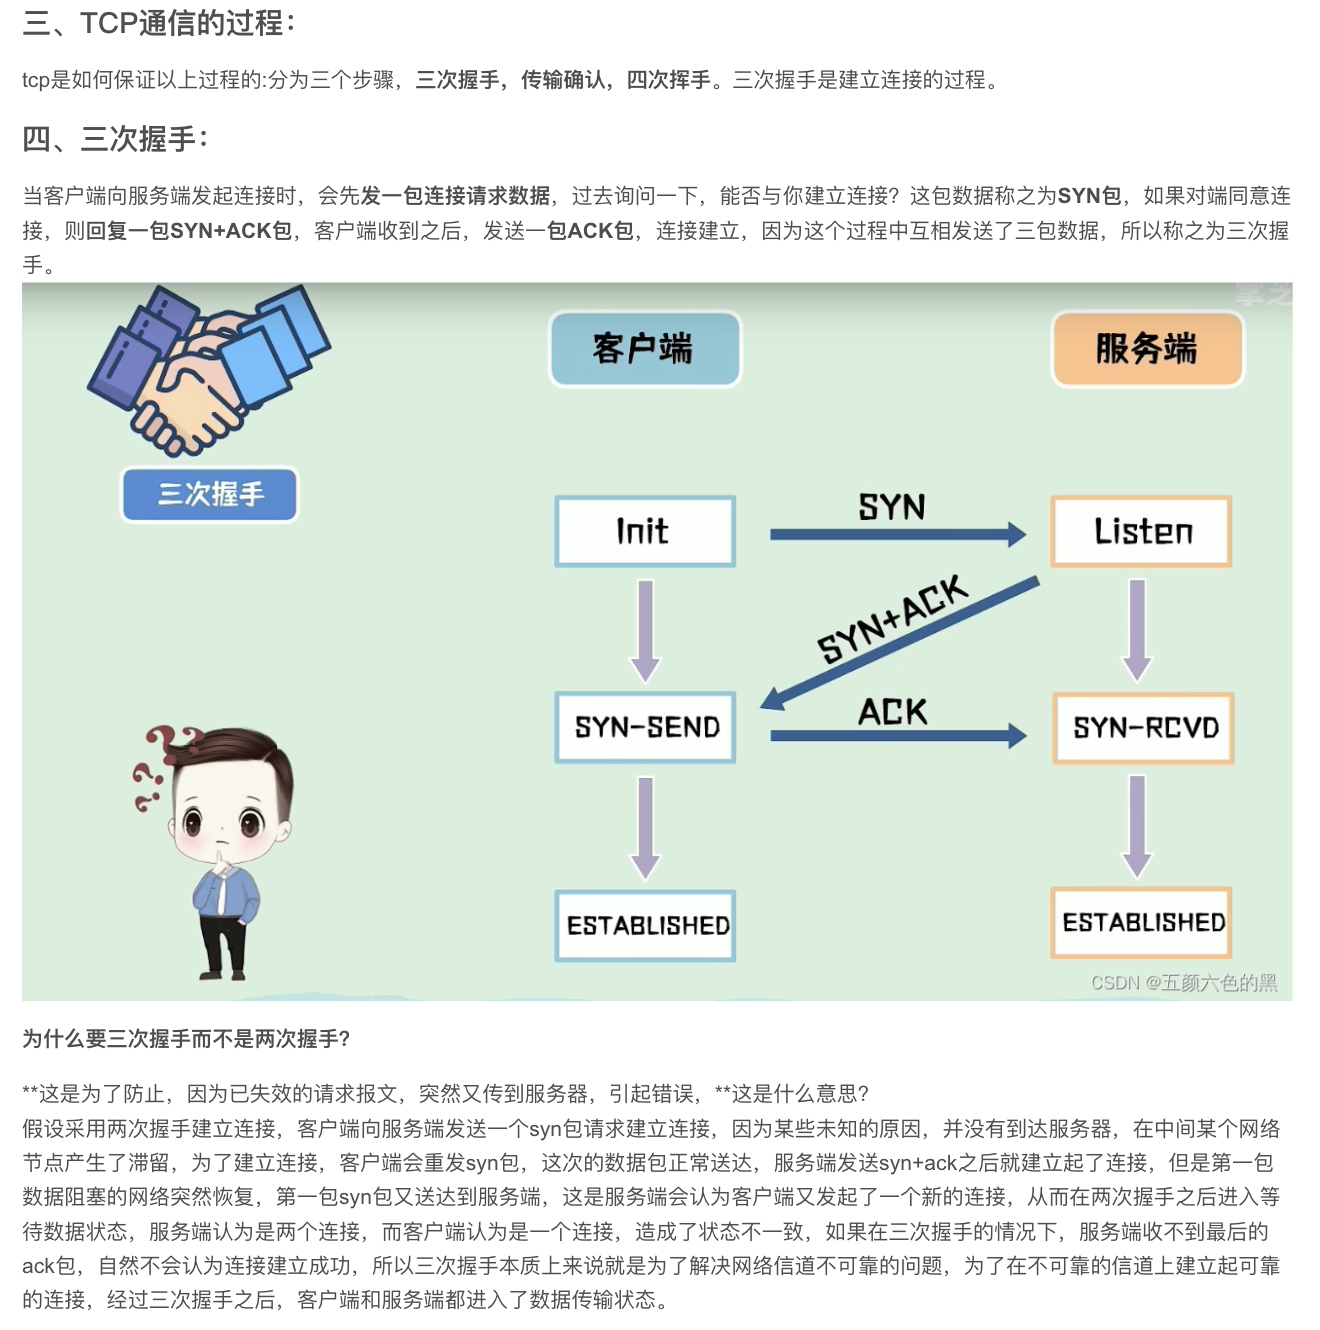 三、TCP通信的过程：
tcp是如何保证以上过程的:分为三个步骤，三次握手，传输确认，四次挥手。三次握手是建立连接的过程。
四、三次握手：
当客户端向服务端发起连接时，会先发一包连接请求数据，过去询问一下，能否与你建立连接？这包数据称之为SYN包，如果对端同意连
接，则回复一包SYN+ACK包，客户端收到之后，发送一包ACK包，连接建立，因为这个过程中互相发送了三包数据，所以称之为三次握
手。
客户端
服务端
三次握手
Init
SYN
Listen
SYN+ACK
SYN-SEND
ACK
SYN-RCVD
ESTABLISHED
ESTABLISHED
CSDN @五颜六色的黑
为什么要三次握手而不是两次握手?
**这是为了防止，因为已失效的请求报文，突然又传到服务器，引起错误，**这是什么意思?
假设采用两次握手建立连接，客户端向服务端发送一个syn包请求建立连接，因为某些未知的原因，并没有到达服务器，在中间某个网络
节点产生了滞留，为了建立连接，客户端会重发syn包，这次的数据包正常送达，服务端发送syn+ack之后就建立起了连接，但是第一包
数据阻塞的网络突然恢复，第一包syn包又送达到服务端，这是服务端会认为客户端又发起了一个新的连接，从而在两次握手之后进入等
待数据状态，服务端认为是两个连接，而客户端认为是一个连接，造成了状态不一致，如果在三次握手的情况下，服务端收不到最后的
ack包，自然不会认为连接建立成功，所以三次握手本质上来说就是为了解决网络信道不可靠的问题，为了在不可靠的信道上建立起可靠
的连接，经过三次握手之后，客户端和服务端都进入了数据传输状态。